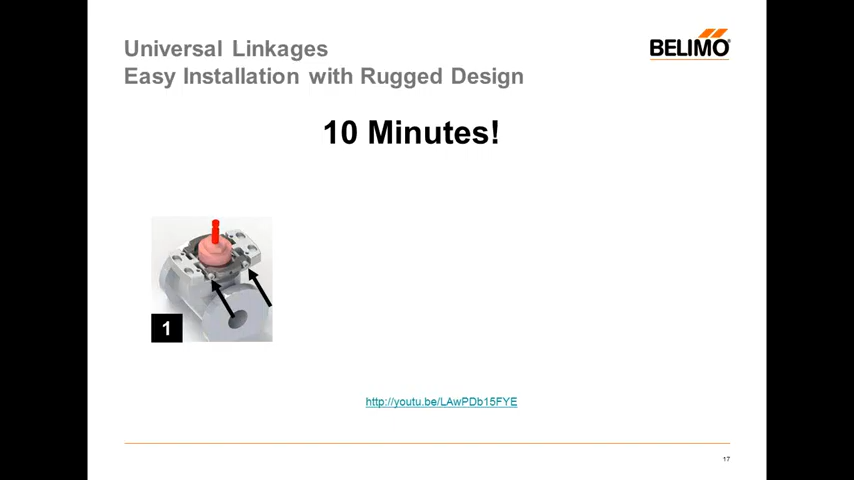 Universal Linkages
Easy Installation with Rugged Design
BELIMO®
10 Minutes!
1
http://youtu.be/LAwPDb15FYE
17